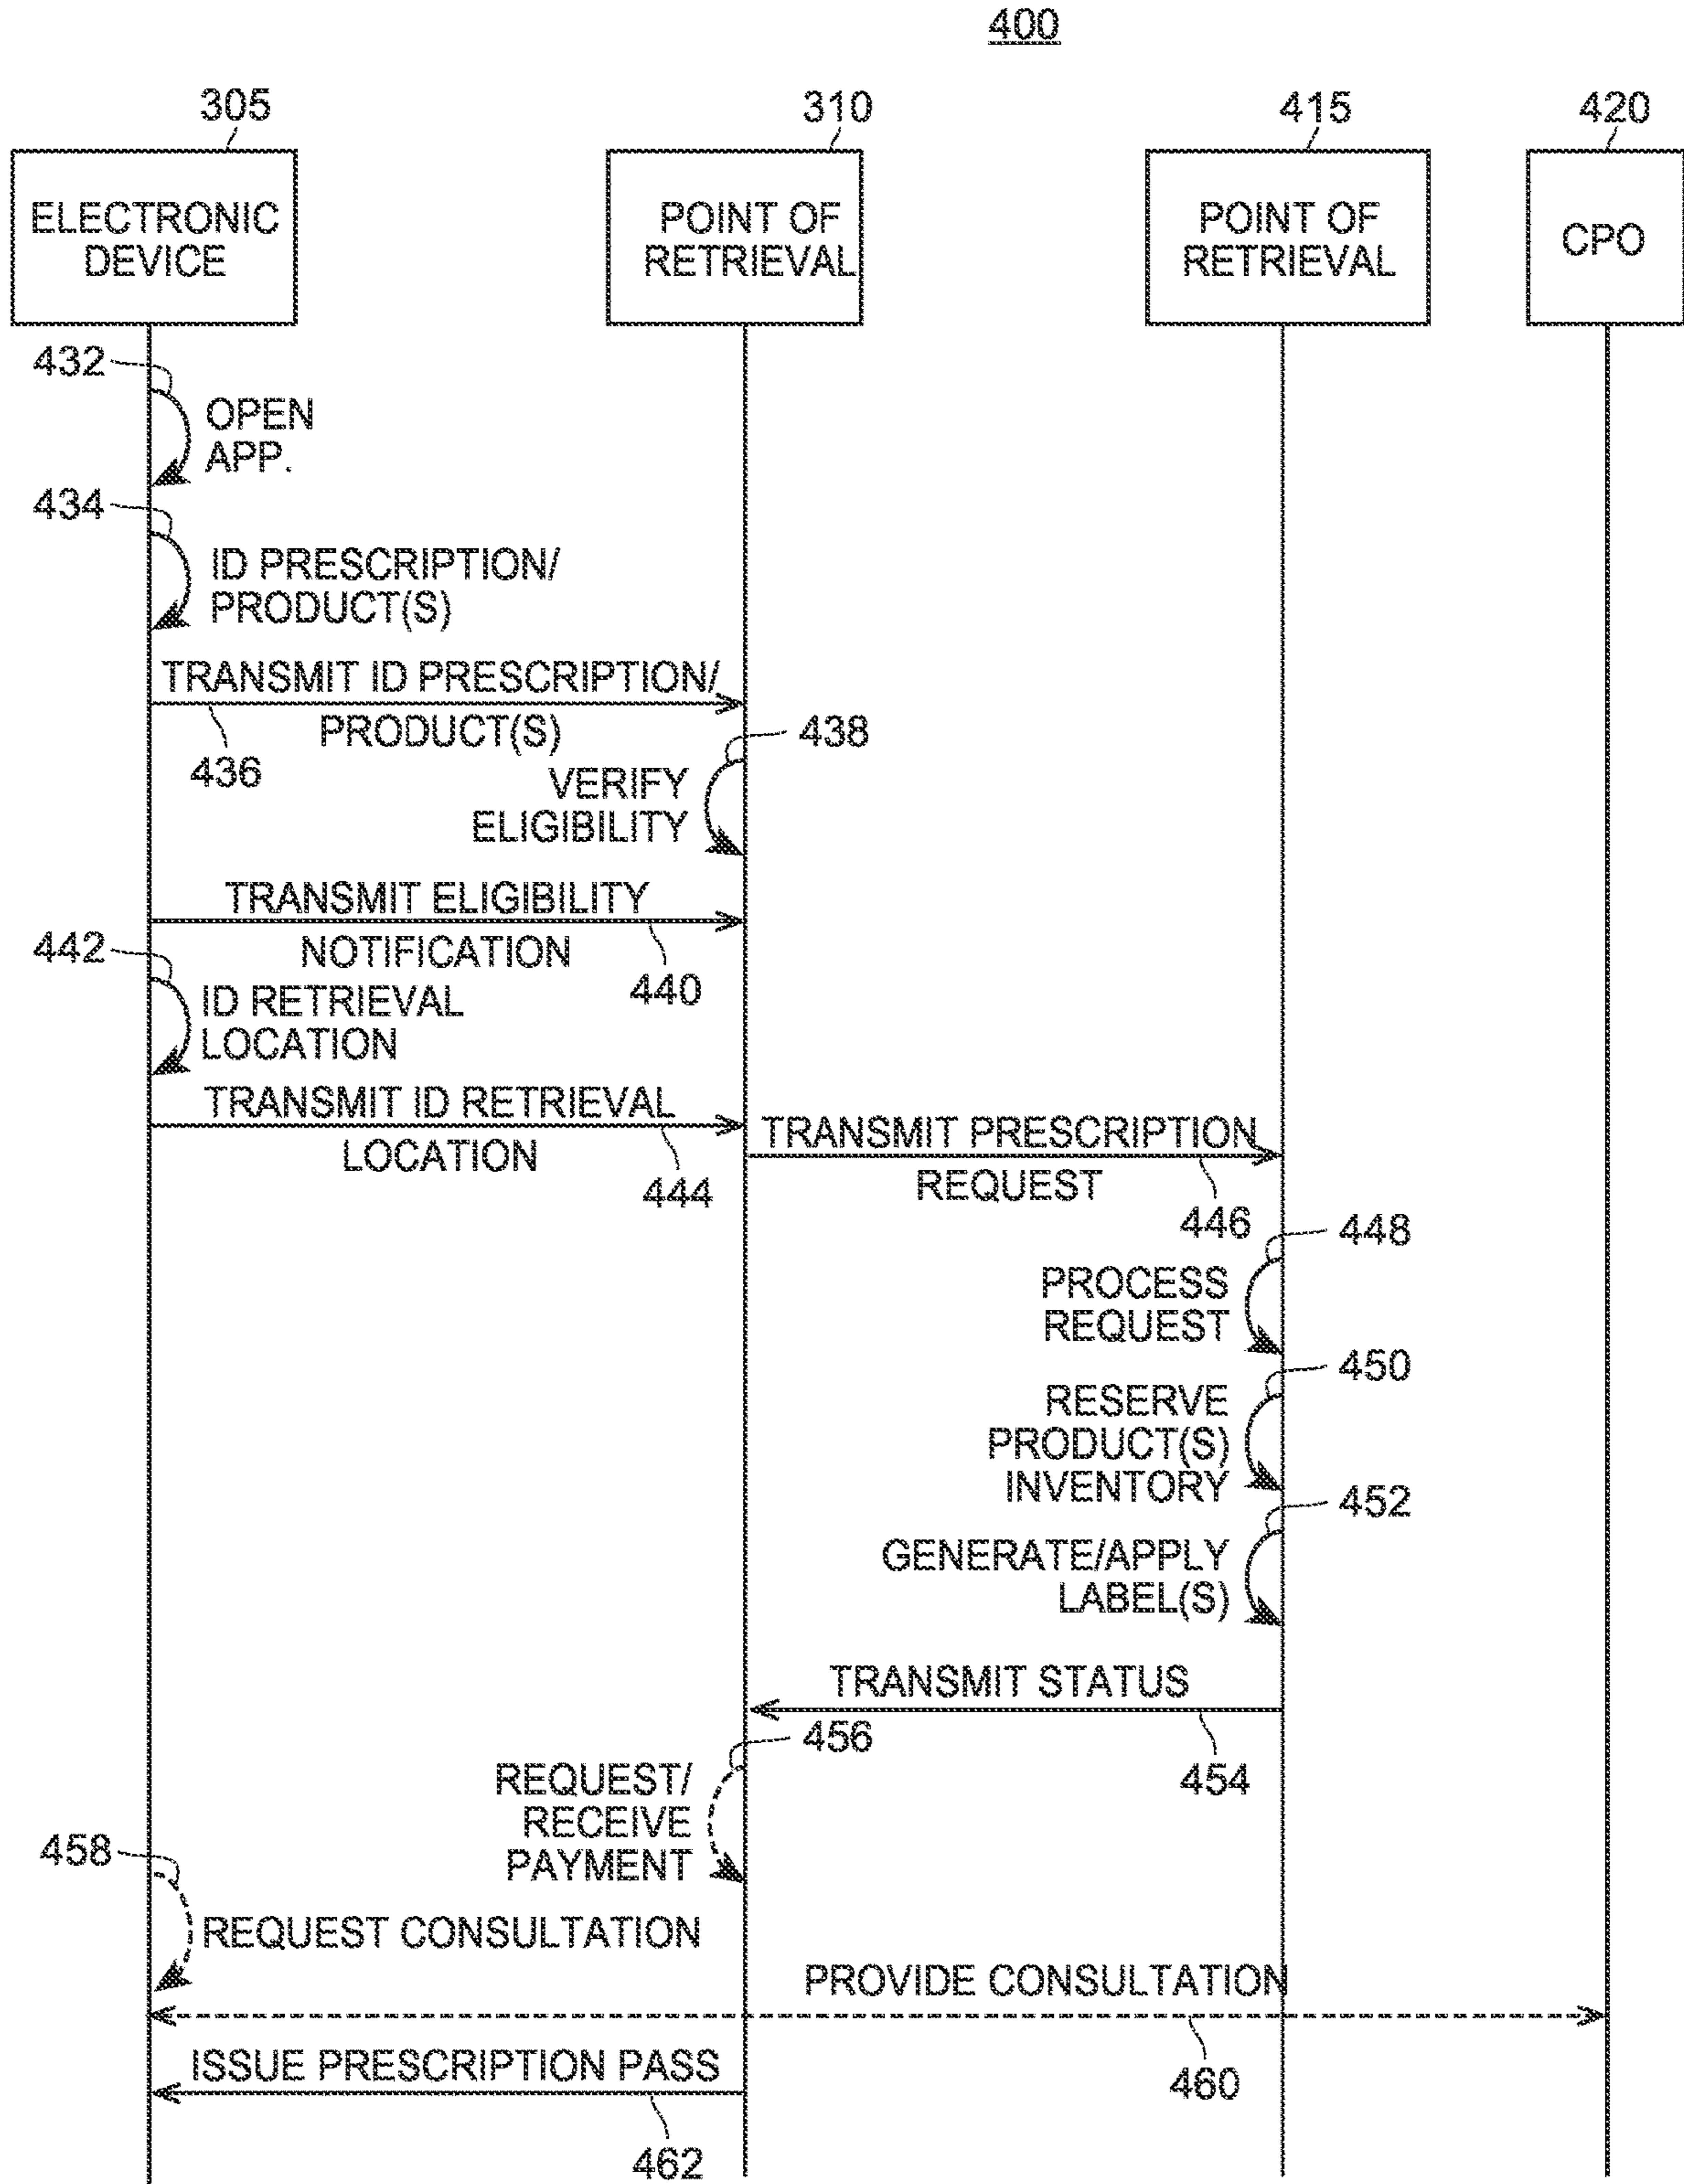 400
305
310
415
420
ELECTRONIC
DEVICE
POINT OF
RETRIEVAL
POINT OF
RETRIEVAL
CPO
432
OPEN
APP.
434
ID PRESCRIPTION/
PRODUCT(S)
TRANSMIT ID PRESCRIPTION/
PRODUCT(S)
436
438
VERIFY
ELIGIBILITY
TRANSMIT ELIGIBILITY
NOTIFICATION
440
442
ID RETRIEVAL
LOCATION
TRANSMIT ID RETRIEVAL
LOCATION
444
TRANSMIT PRESCRIPTION
REQUEST
446
448
PROCESS
REQUEST
450
RESERVE
PRODUCT(S)
INVENTORY
452
GENERATE/APPLY
LABEL(S)
TRANSMIT STATUS
454
456
REQUEST/
RECEIVE
PAYMENT
458
REQUEST CONSULTATION
PROVIDE CONSULTATION
460
ISSUE PRESCRIPTION PASS
462